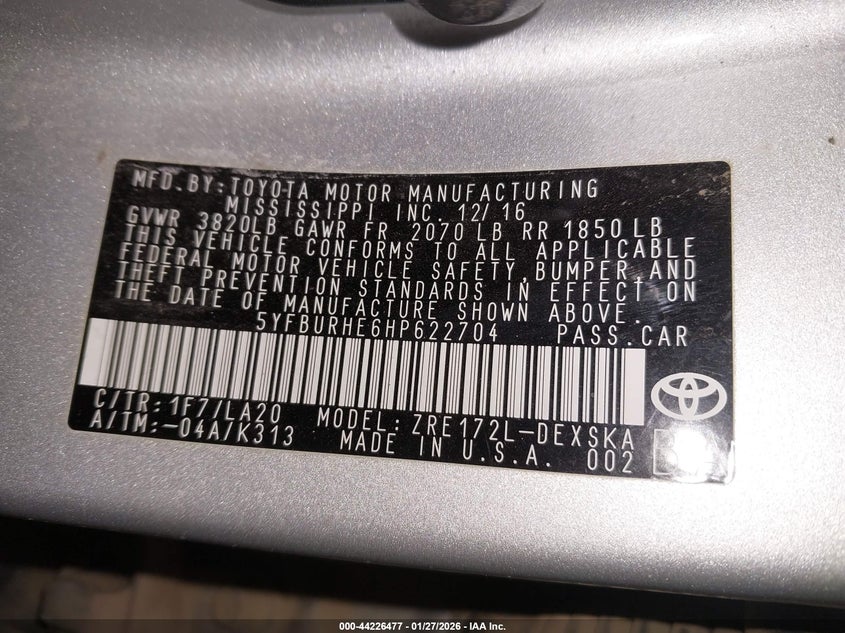 MFD.BY:TOYOTA MOTOR MANUFACTURING
MISSISSIPPI INC. 12/16
GVWR 3820LB GAWR FR 2070 LB RR 1850 LB
THIS VEHICLE CONFORMS TO ALL APPLICABLE
FEDERAL MOTOR VEHICLE SAFETY,BUMPER,AND
THEFT PREVENTION STANDARDS IN EFFECT ON
THE DATE OF MANUFACTURE SHOWN ABOVE.
5YFBURHE6HP622704 PASS.CAR
C/TR:1F7/LA20 MODEL:ZRE172L-DEXSKA
A/TM:-04A/K313 MADE IN U.S.A. 002
000-44226477 - 01/27/2026 - IAA Inc.